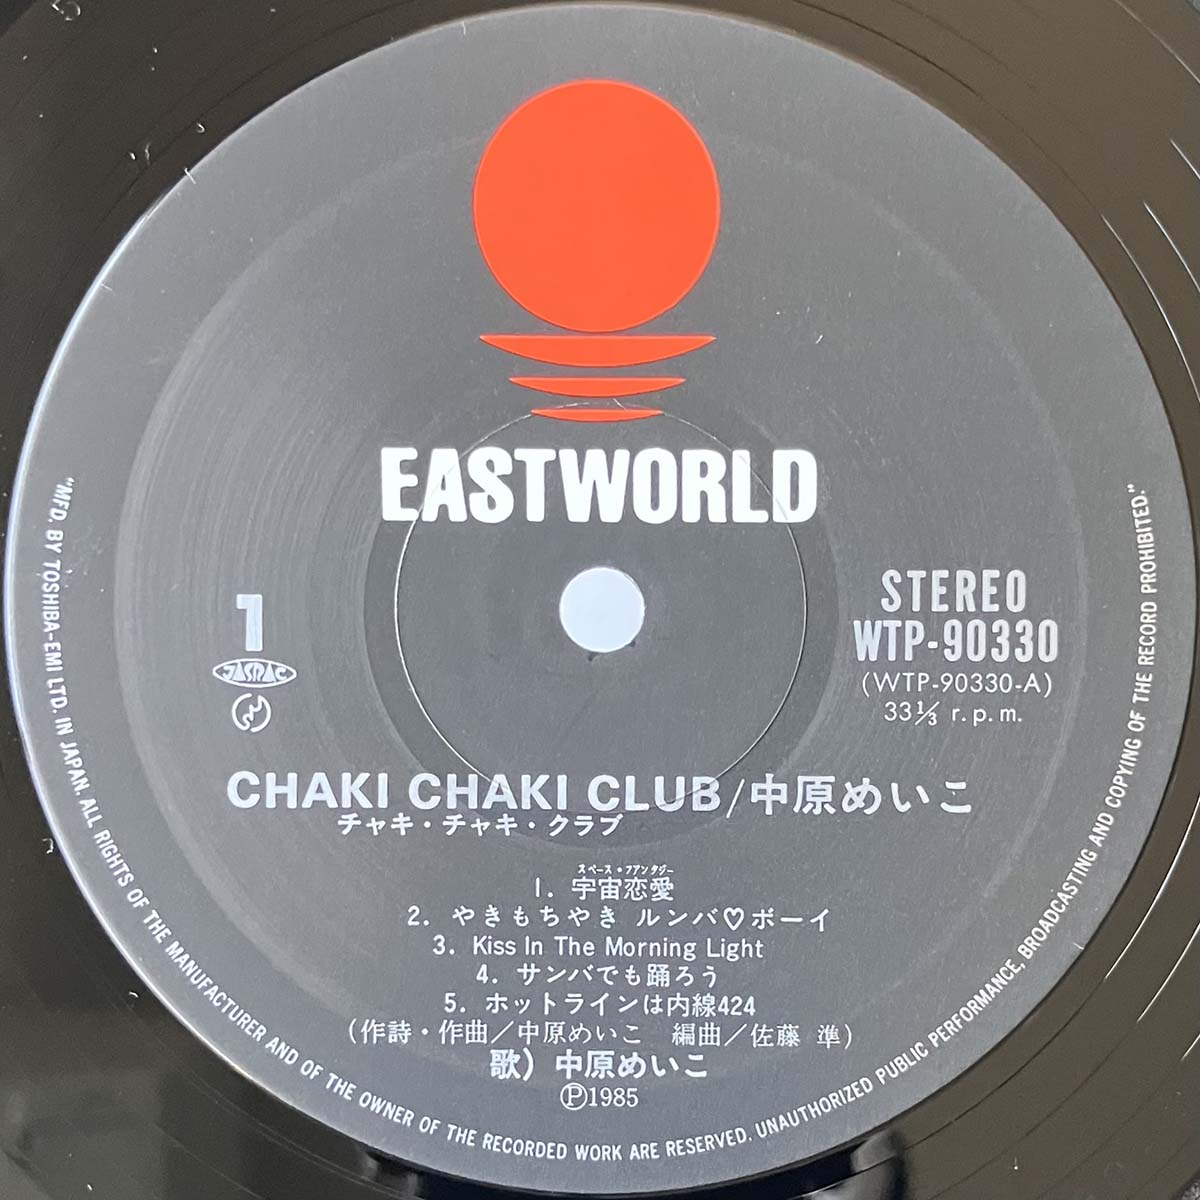 EASTWORLD
1
JASRAC
STEREO
WTP-90330
(WTP-90330-A)
33⅓ r.p.m.
CHAKI CHAKI CLUB/中原めいこ
チャキ・チャキ・クラブ
スペース・ファンタジー
1. 宇宙恋愛
2. やきもちやき ルンバ♡ボーイ
3. Kiss In The Morning Light
4. サンバでも踊ろう
5. ホットラインは内線424
(作詩・作曲/中原めいこ 編曲/佐藤 準)
歌) 中原めいこ
Ⓟ1985
"MFD. BY TOSHIBA-EMI LTD. IN JAPAN. ALL RIGHTS OF THE MANUFACTURER AND OF THE OWNER OF THE RECORDED WORK ARE RESERVED. UNAUTHORIZED PUBLIC PERFORMANCE, BROADCASTING AND COPYING OF THE RECORD PROHIBITED."